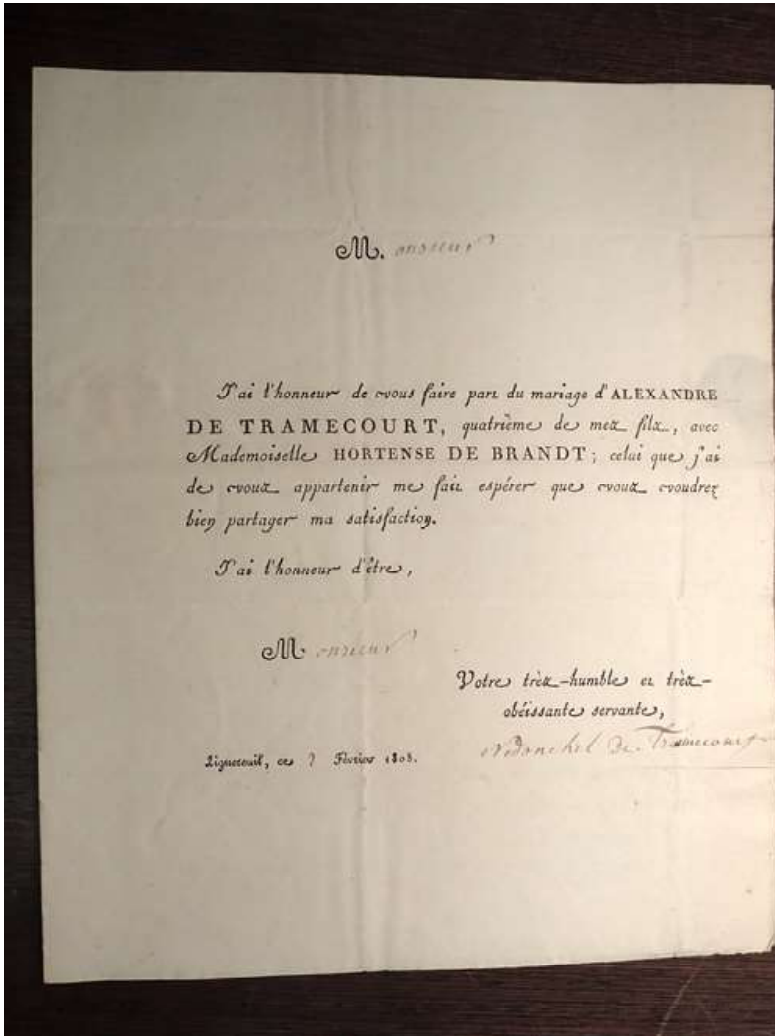 M. onsieur
J'ai l'honneur de vous faire part du mariage d'ALEXANDRE
DE TRAMECOURT, quatrième de mes fils, avec
Mademoiselle HORTENSE DE BRANDT; celui que j'ai
de vous appartenir me fait espérer que vous voudrez
bien partager ma satisfaction.
J'ai l'honneur d'être,
M onsieur
Votre très-humble et très-
obéissante servante,
Nédonchel de Tramecourt
Lignereuil, ce Février 1808.